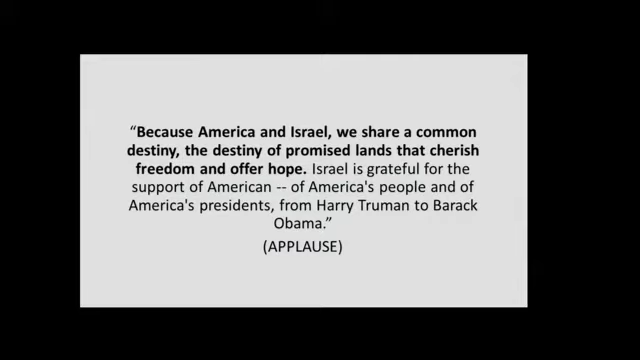 “Because America and Israel, we share a common
destiny, the destiny of promised lands that cherish
freedom and offer hope. Israel is grateful for the
support of American -- of America's people and of
America's presidents, from Harry Truman to Barack
Obama.”
(APPLAUSE)